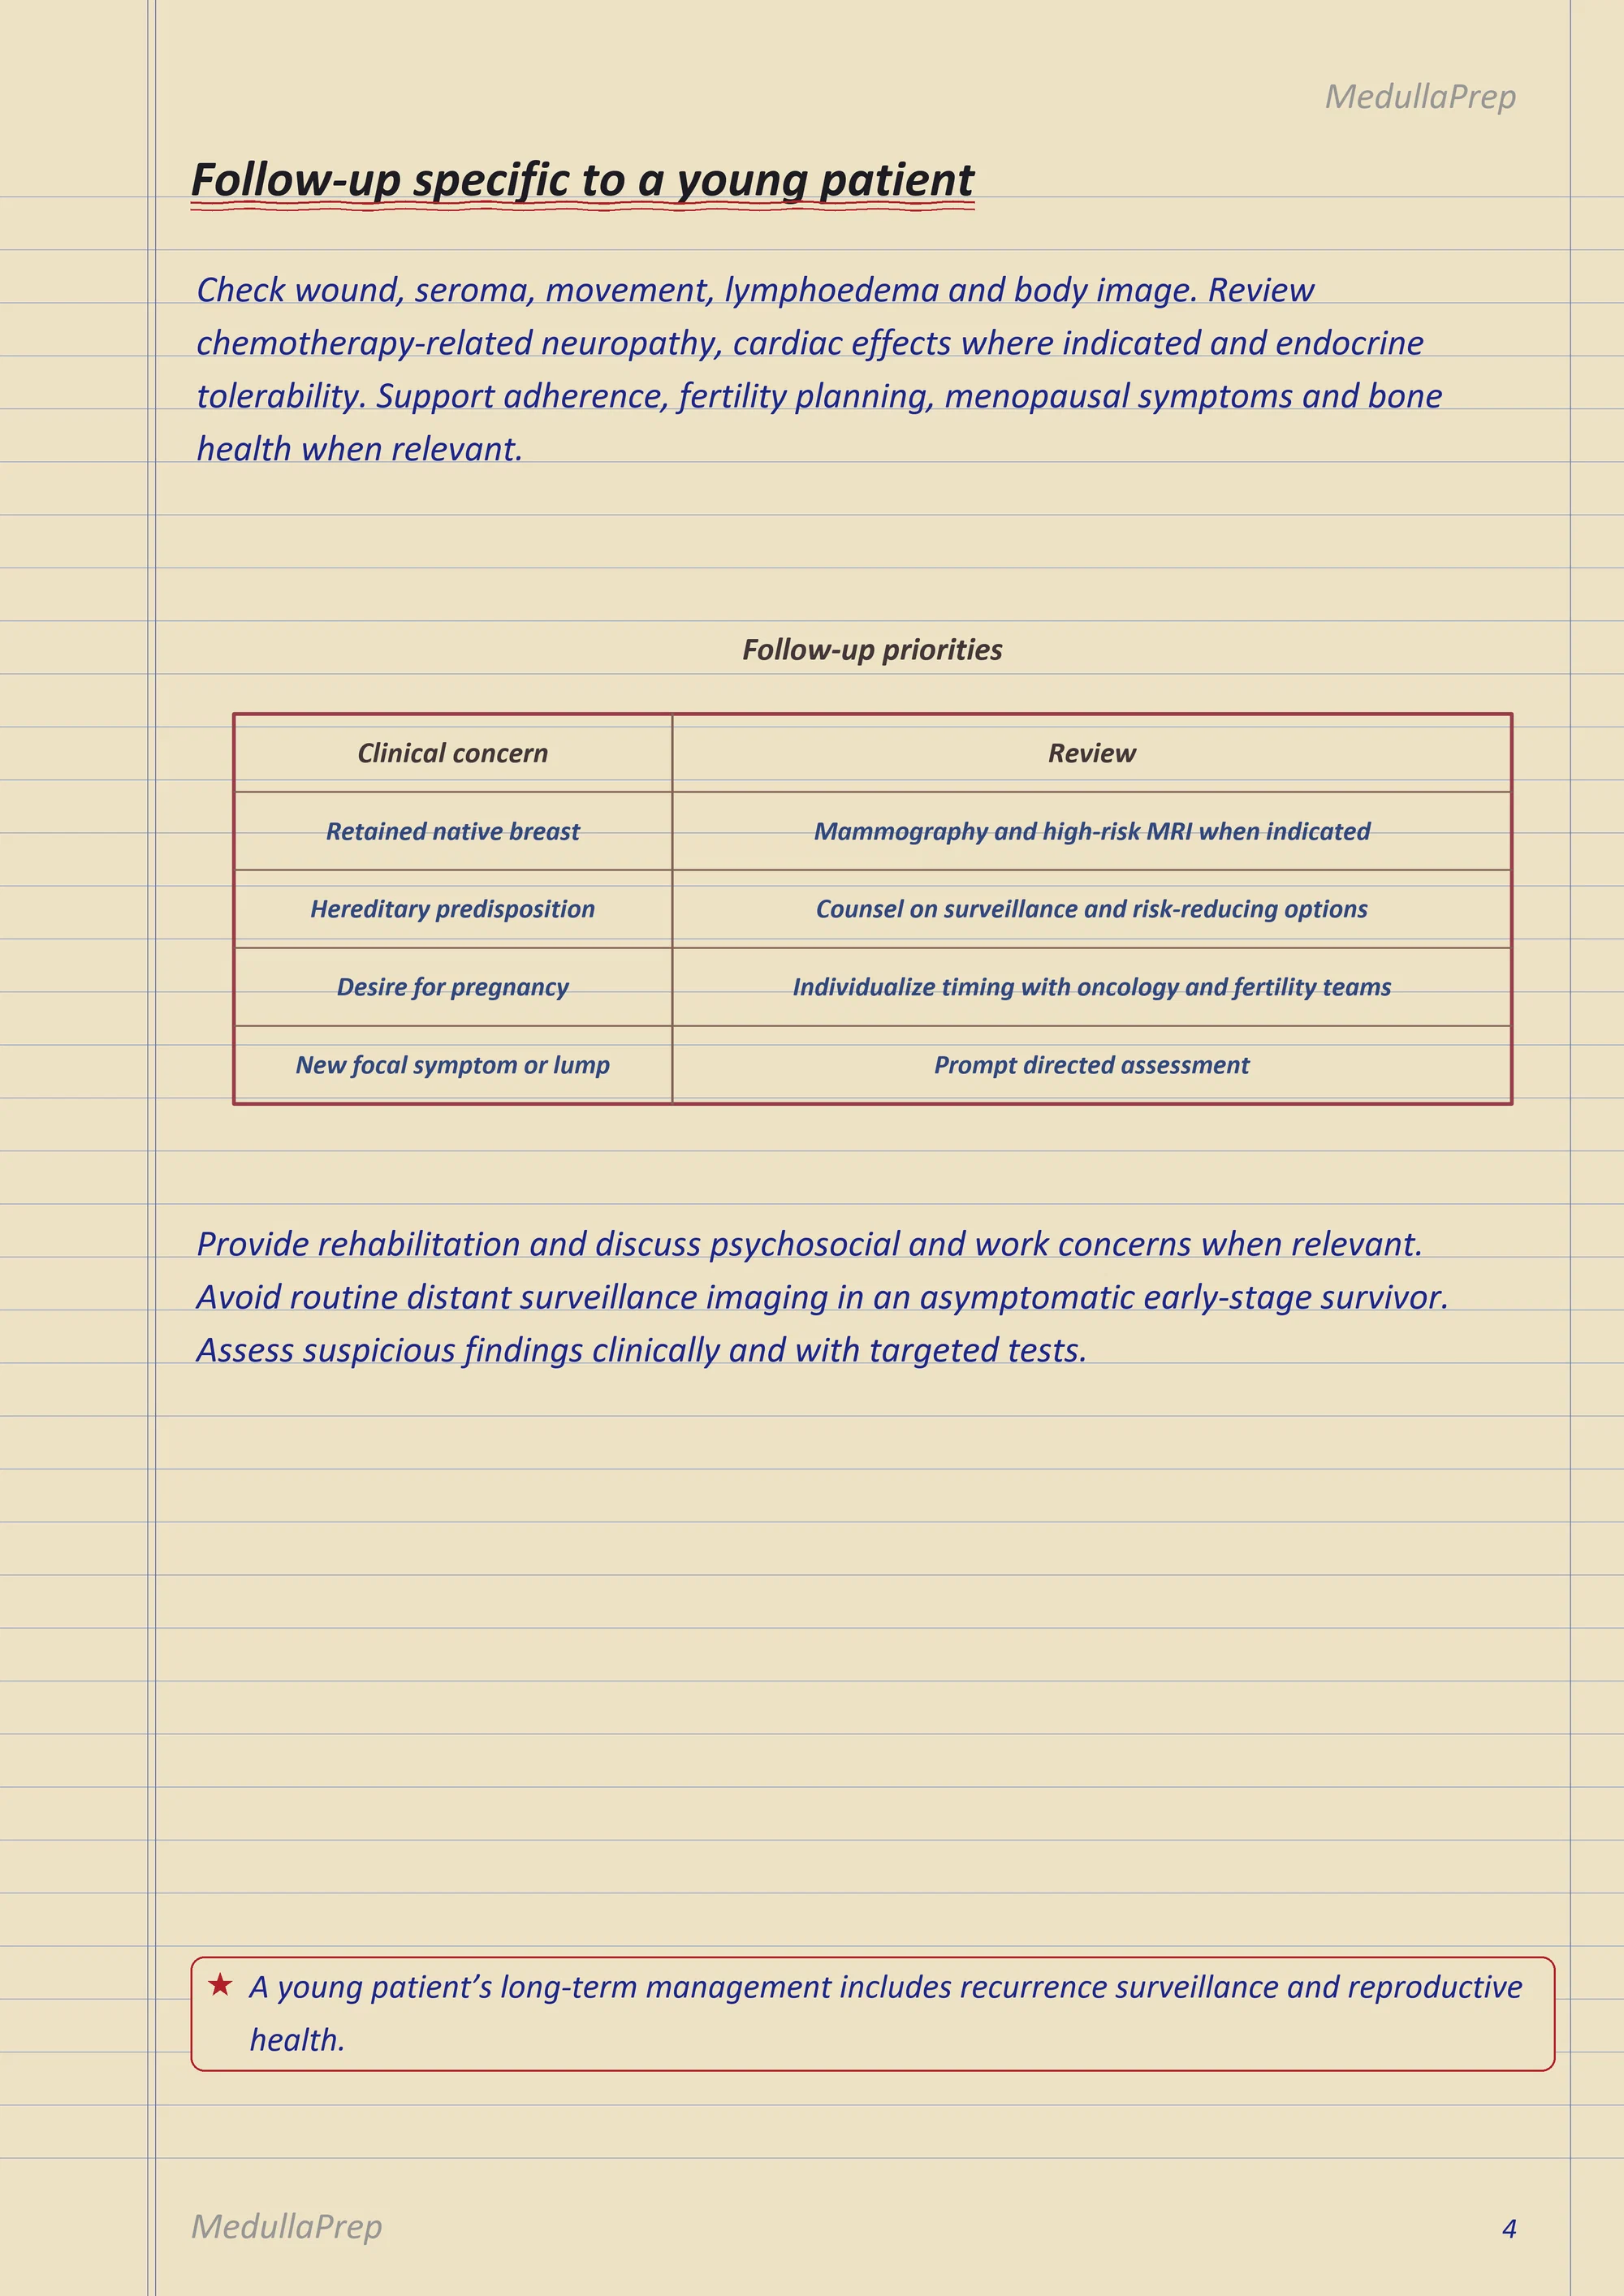 MedullaPrep
Follow-up specific to a young patient
Check wound, seroma, movement, lymphoedema and body image. Review
chemotherapy-related neuropathy, cardiac effects where indicated and endocrine
tolerability. Support adherence, fertility planning, menopausal symptoms and bone
health when relevant.
Follow-up priorities
Clinical concern Review
Retained native breast Mammography and high-risk MRI when indicated
Hereditary predisposition Counsel on surveillance and risk-reducing options
Desire for pregnancy Individualize timing with oncology and fertility teams
New focal symptom or lump Prompt directed assessment
Provide rehabilitation and discuss psychosocial and work concerns when relevant.
Avoid routine distant surveillance imaging in an asymptomatic early-stage survivor.
Assess suspicious findings clinically and with targeted tests.
★ A young patient’s long-term management includes recurrence surveillance and reproductive
health.
MedullaPrep 4